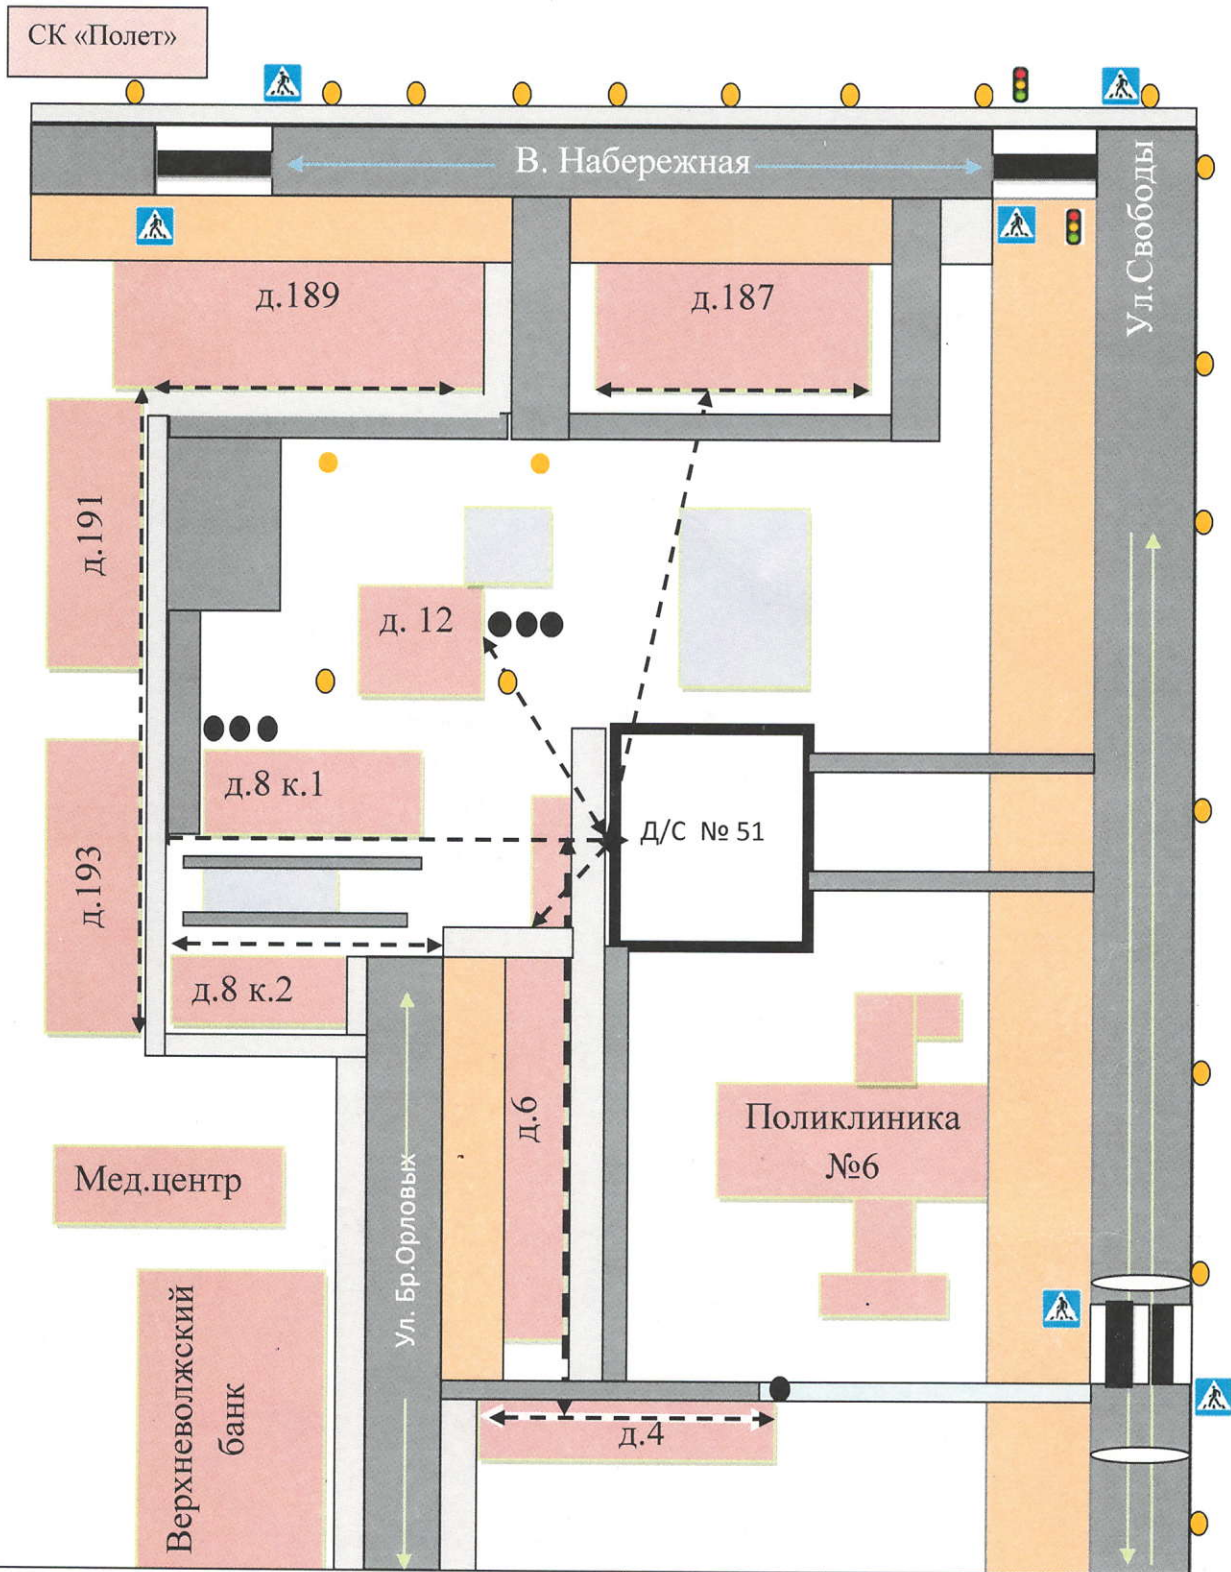 СК «Полет»
В. Набережная
Ул.Свободы
д.189
д.187
д.191
д. 12
д.8 к.1
Д/С № 51
д.193
д.8 к.2
д.6
Поликлиника
№6
Мед.центр
Ул. Бр.Орловых
Верхневолжский
банк
д.4